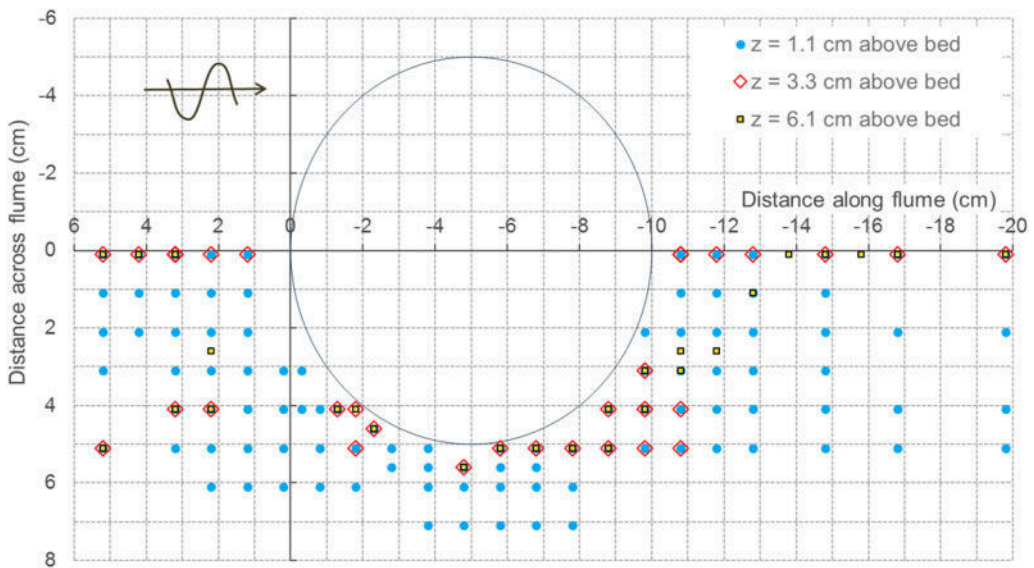 -6
z = 1.1 cm above bed
-4
z = 3.3 cm above bed
z = 6.1 cm above bed
-2
Distance along flume (cm)
6 4 2 0 -2 -4 -6 -8 -10 -12 -14 -16 -18 -20
0
2
4
6
8
Distance across flume (cm)